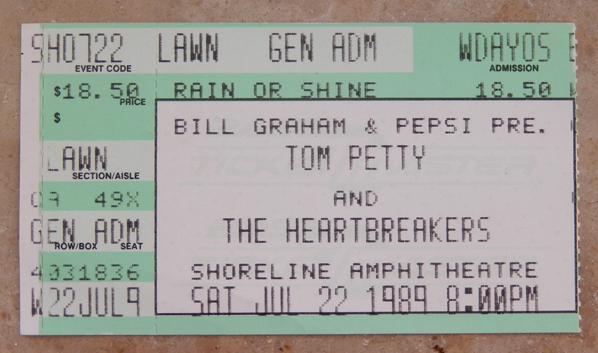 SH0722 LAWN GEN ADM WDAY05
EVENT CODE ADMISSION
$18.50 RAIN OR SHINE 18.50
PRICE
$
BILL GRAHAM & PEPSI PRE.
LAWN TOM PETTY
SECTION/AISLE
49X AND
GEN ADM THE HEARTBREAKERS
ROW/BOX SEAT
4031836 SHORELINE AMPHITHEATRE
W22JUL9 SAT JUL 22 1989 8:00PM